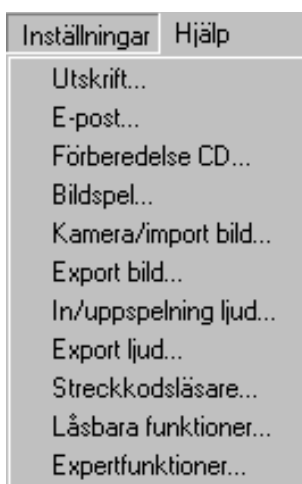 Inställningar Hjälp
Utskrift...
E-post...
Förberedelse CD...
Bildspel...
Kamera/import bild...
Export bild...
In/uppspelning ljud...
Export ljud...
Streckkodsläsare...
Låsbara funktioner...
Expertfunktioner...